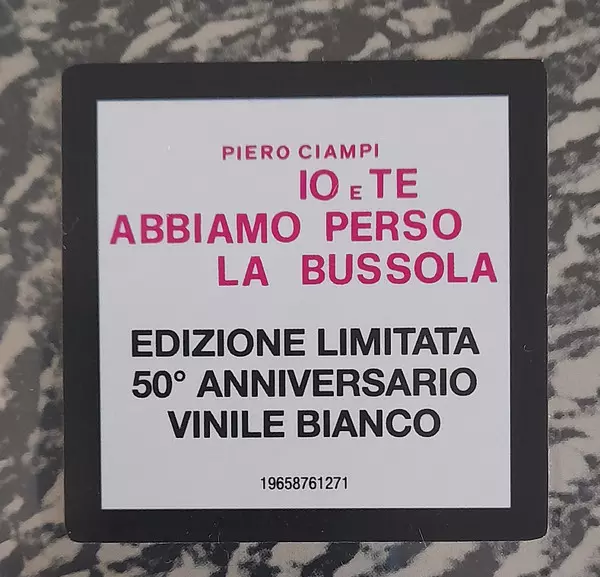 PIERO CIAMPI
IO E TE
ABBIAMO PERSO
LA BUSSOLA
EDIZIONE LIMITATA
50° ANNIVERSARIO
VINILE BIANCO
19658761271